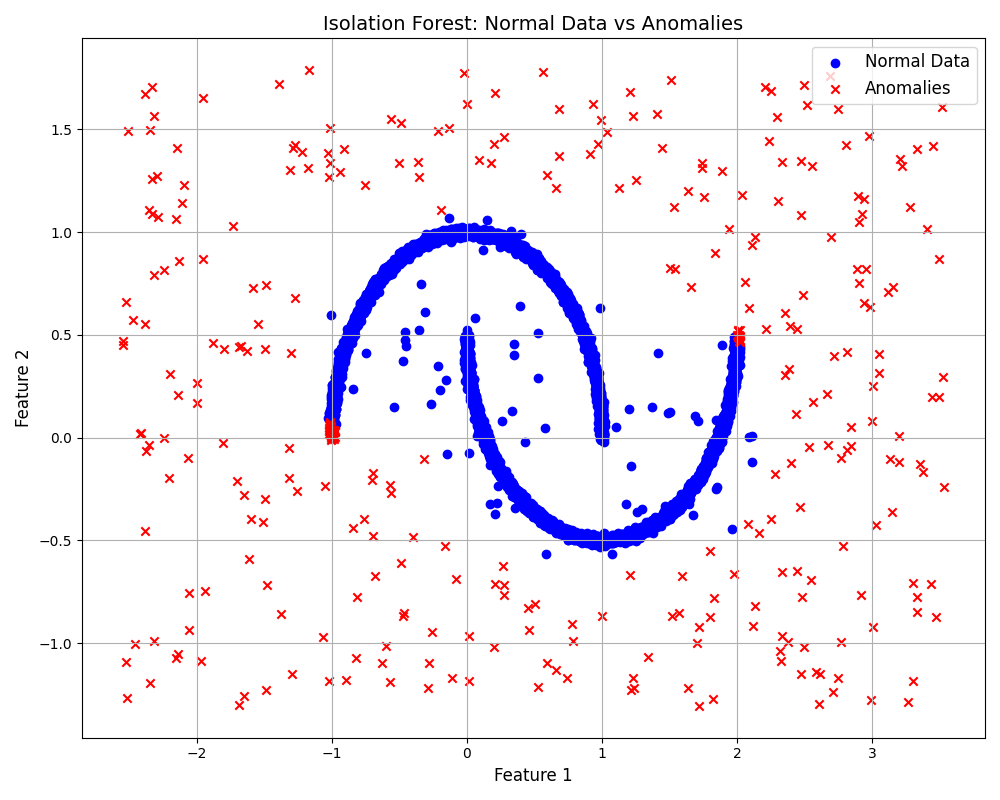 Isolation Forest: Normal Data vs Anomalies
Normal Data
Anomalies
Feature 2
1.5
1.0
0.5
0.0
−0.5
−1.0
−2
−1
0
1
2
3
Feature 1